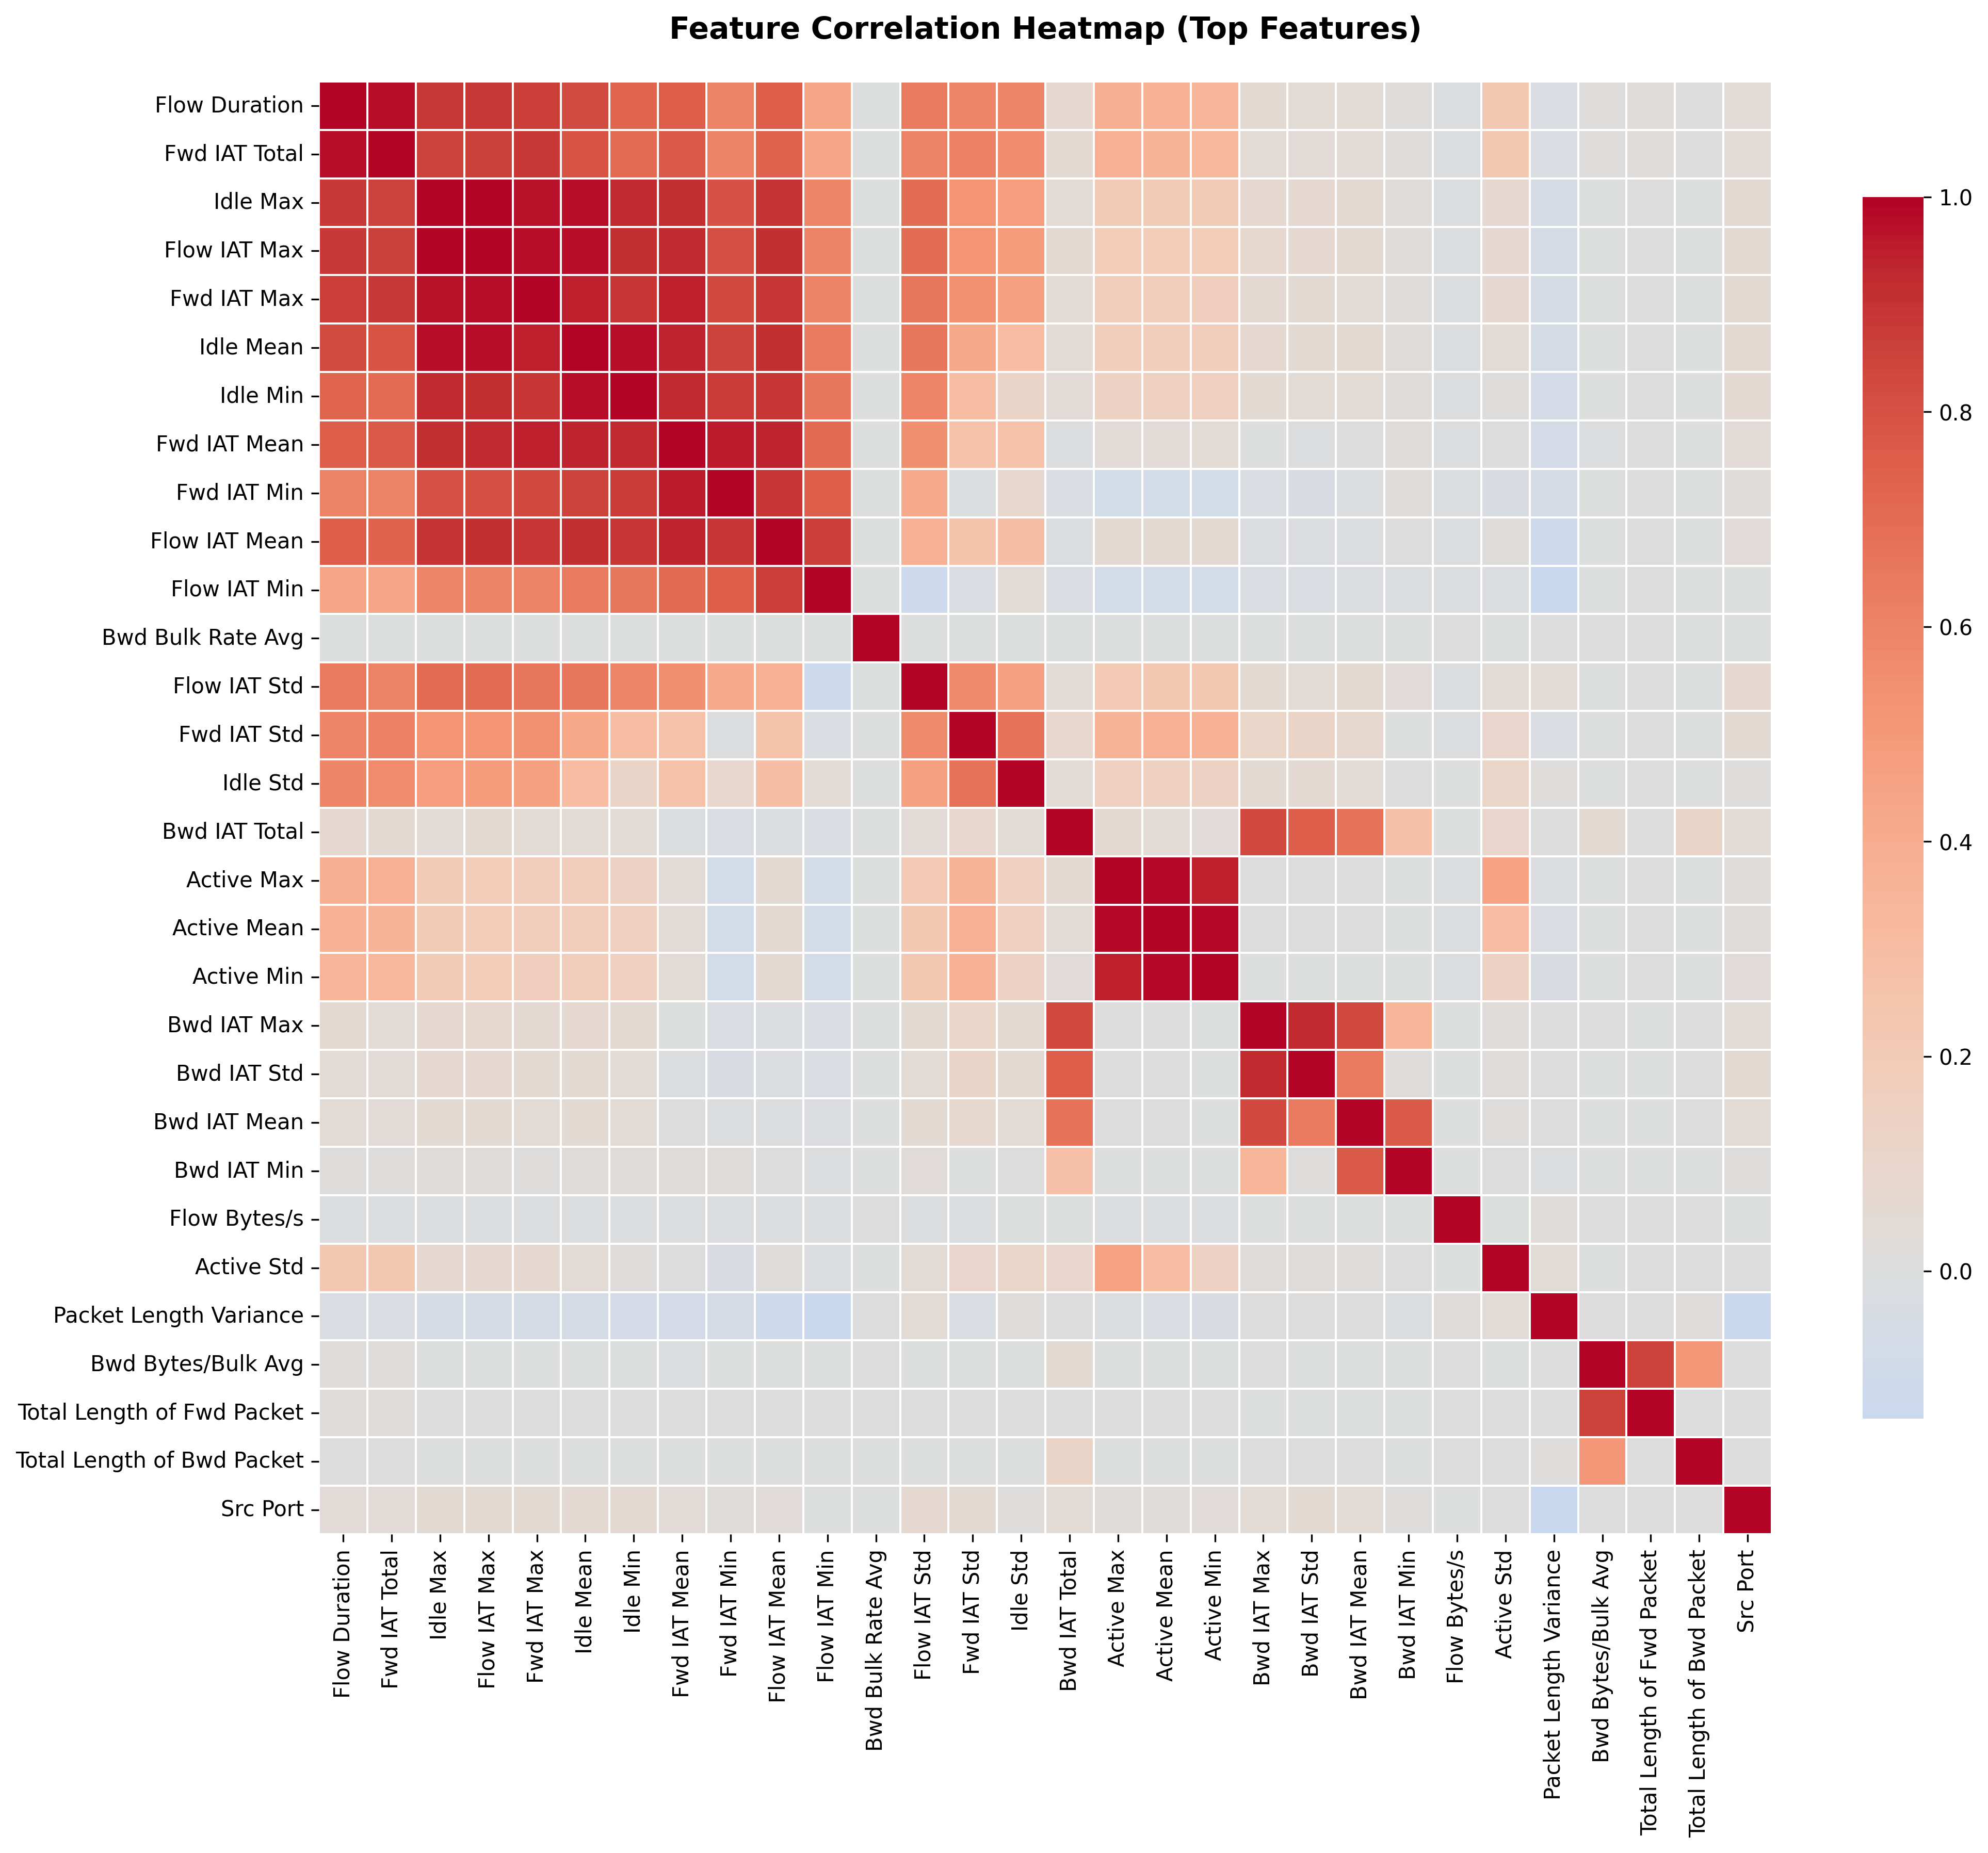 Feature Correlation Heatmap (Top Features)
Flow Duration
Fwd IAT Total
Idle Max
Flow IAT Max
Fwd IAT Max
Idle Mean
Idle Min
Fwd IAT Mean
Fwd IAT Min
Flow IAT Mean
Flow IAT Min
Bwd Bulk Rate Avg
Flow IAT Std
Fwd IAT Std
Idle Std
Bwd IAT Total
Active Max
Active Mean
Active Min
Bwd IAT Max
Bwd IAT Std
Bwd IAT Mean
Bwd IAT Min
Flow Bytes/s
Active Std
Packet Length Variance
Bwd Bytes/Bulk Avg
Total Length of Fwd Packet
Total Length of Bwd Packet
Src Port
Flow Duration
Fwd IAT Total
Idle Max
Flow IAT Max
Fwd IAT Max
Idle Mean
Idle Min
Fwd IAT Mean
Fwd IAT Min
Flow IAT Mean
Flow IAT Min
Bwd Bulk Rate Avg
Flow IAT Std
Fwd IAT Std
Idle Std
Bwd IAT Total
Active Max
Active Mean
Active Min
Bwd IAT Max
Bwd IAT Std
Bwd IAT Mean
Bwd IAT Min
Flow Bytes/s
Active Std
Packet Length Variance
Bwd Bytes/Bulk Avg
Total Length of Fwd Packet
Total Length of Bwd Packet
Src Port
1.0
0.8
0.6
0.4
0.2
0.0